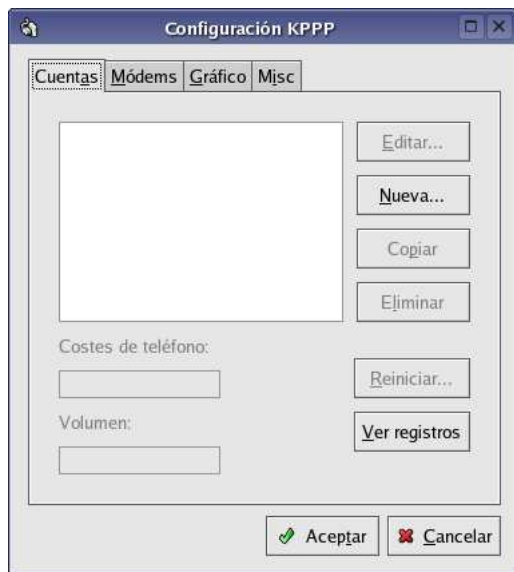 Configuración KPPP
Cuentas Módems Gráfico Misc
Editar...
Nueva...
Copiar
Eliminar
Costes de teléfono:
Reiniciar...
Volumen:
Ver registros
Aceptar Cancelar